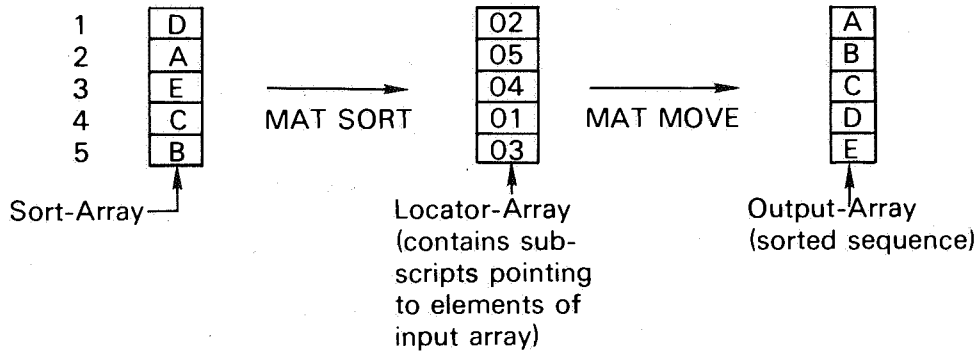 1 D 02 A
2 A 05 B
3 E 04 C
4 C 01 D
5 B 03 E
MAT SORT MAT MOVE
Sort-Array
Locator-Array
(contains sub-
scripts pointing
to elements of
input array)
Output-Array
(sorted sequence)